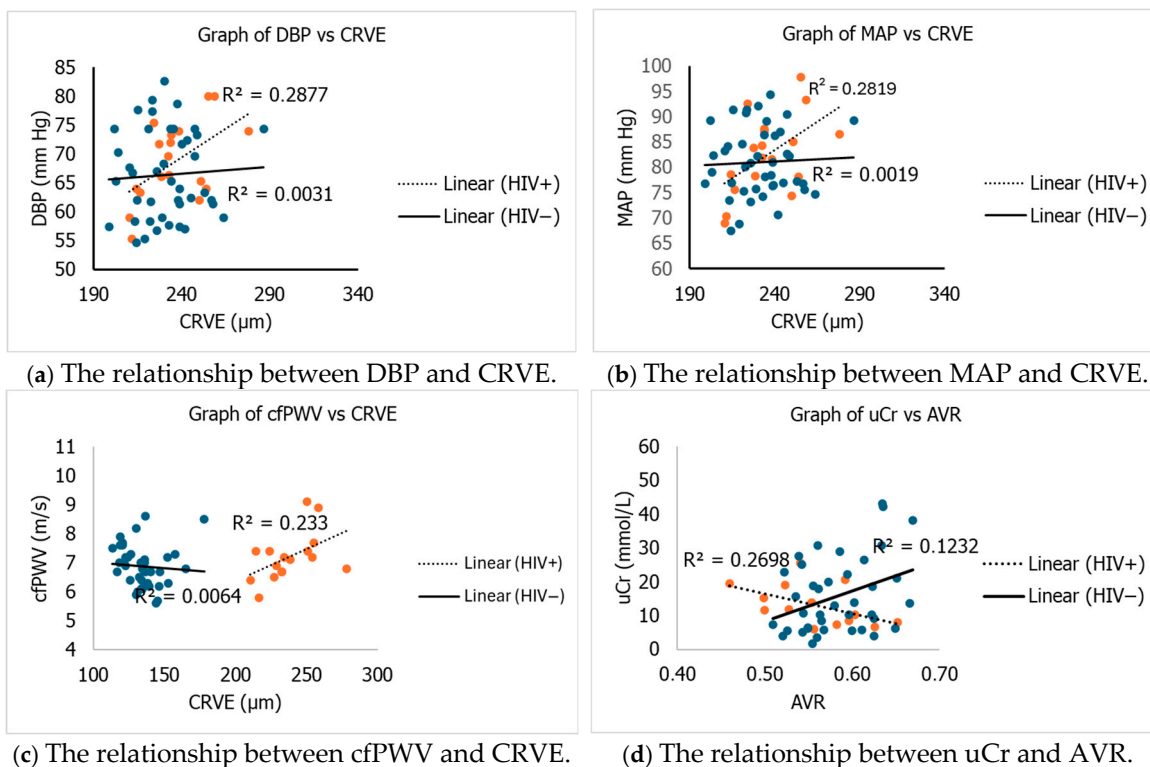 Graph of DBP vs CRVE
DBP (mm Hg)
85
80
75
70
65
60
55
50
R² = 0.2877
R² = 0.0031
Linear (HIV+)
Linear (HIV−)
190 240 290 340
CRVE (µm)
(a) The relationship between DBP and CRVE.
Graph of MAP vs CRVE
MAP (mm Hg)
100
95
90
85
80
75
70
65
60
R² = 0.2819
R² = 0.0019
Linear (HIV+)
Linear (HIV−)
190 240 290 340
CRVE (µm)
(b) The relationship between MAP and CRVE.
Graph of cfPWV vs CRVE
cfPWV (m/s)
11
10
9
8
7
6
5
4
R² = 0.233
R² = 0.0064
Linear (HIV+)
Linear (HIV−)
100 150 200 250 300
CRVE (µm)
(c) The relationship between cfPWV and CRVE.
Graph of uCr vs AVR
uCr (mmol/L)
60
50
40
30
20
10
0
R² = 0.2698
R² = 0.1232
Linear (HIV+)
Linear (HIV−)
0.40 0.50 0.60 0.70
AVR
(d) The relationship between uCr and AVR.